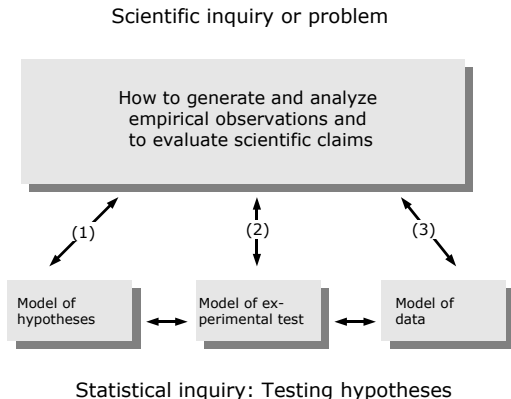 Scientific inquiry or problem
How to generate and analyze
empirical observations and
to evaluate scientific claims
(1)
(2)
(3)
Model of
hypotheses
Model of ex-
perimental test
Model of
data
Statistical inquiry: Testing hypotheses